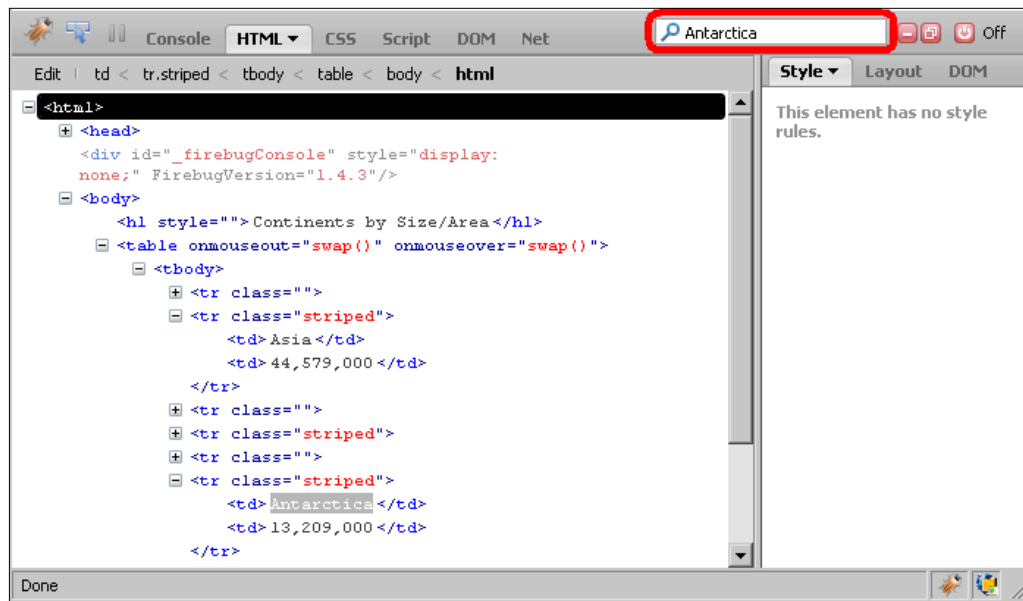 Console HTML CSS Script DOM Net Antarctica Off
Edit td < tr.striped < tbody < table < body < html Style Layout DOM
<html>
This element has no style
rules.
<head>
<div id="_firebugConsole" style="display:
none;" FirebugVersion="1.4.3"/>
<body>
<h1 style="">Continents by Size/Area</h1>
<table onmouseout="swap()" onmouseover="swap()">
<tbody>
<tr class="">
<tr class="striped">
<td>Asia</td>
<td>44,579,000</td>
</tr>
<tr class="">
<tr class="striped">
<tr class="">
<tr class="striped">
<td>Antarctica</td>
<td>13,209,000</td>
</tr>
Done